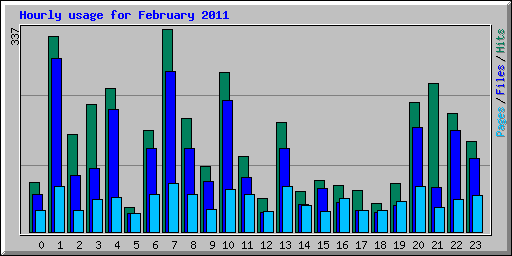 Hourly usage for February 2011
337
Pages/Files/Hits
0 1 2 3 4 5 6 7 8 9 10 11 12 13 14 15 16 17 18 19 20 21 22 23